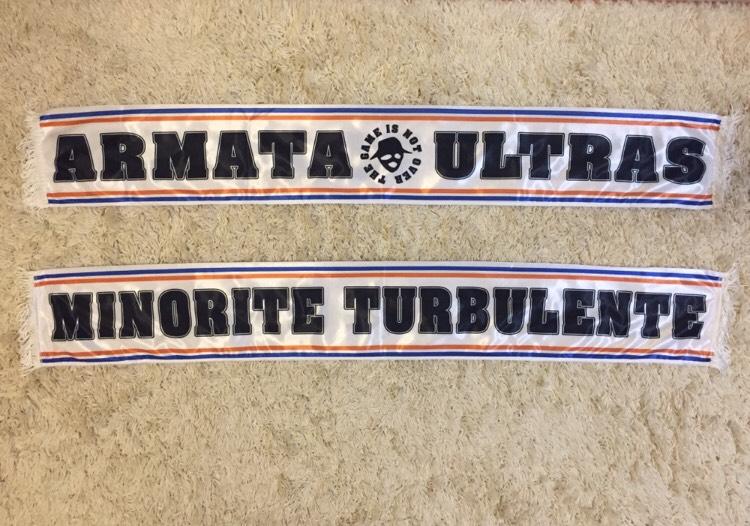 ARMATA THE GAME IS NOT OVER ULTRAS
MINORITE TURBULENTE